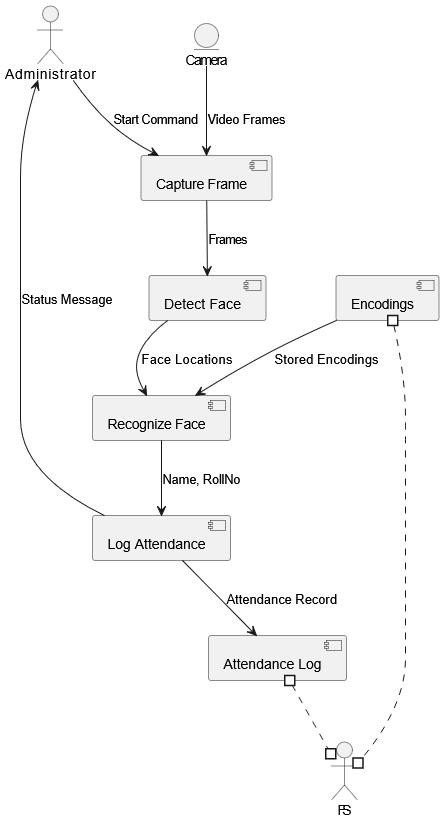 Administrator
Camera
Start Command
Video Frames
Capture Frame
Frames
Detect Face
Encodings
Status Message
Face Locations
Stored Encodings
Recognize Face
Name, RollNo
Log Attendance
Attendance Record
Attendance Log
FS